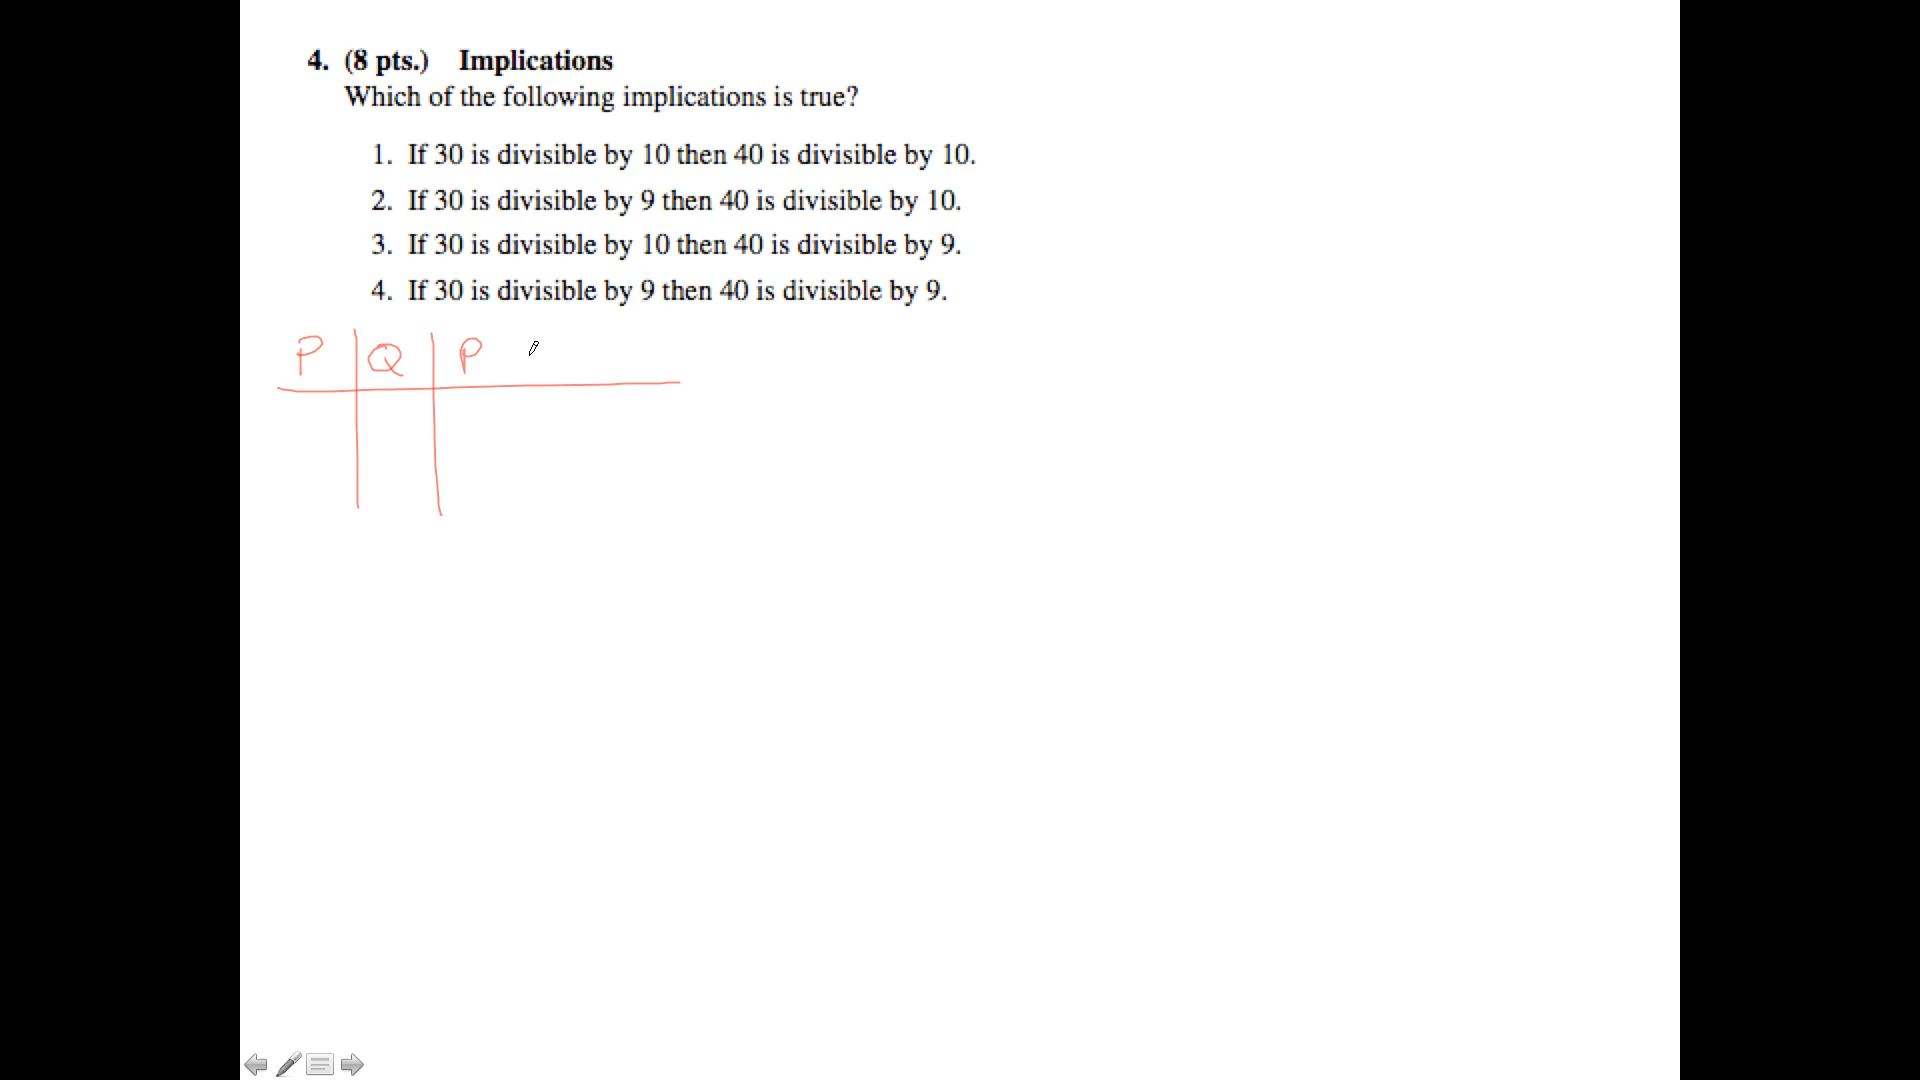 4. (8 pts.) Implications
Which of the following implications is true?
1. If 30 is divisible by 10 then 40 is divisible by 10.
2. If 30 is divisible by 9 then 40 is divisible by 10.
3. If 30 is divisible by 10 then 40 is divisible by 9.
4. If 30 is divisible by 9 then 40 is divisible by 9.
P Q P